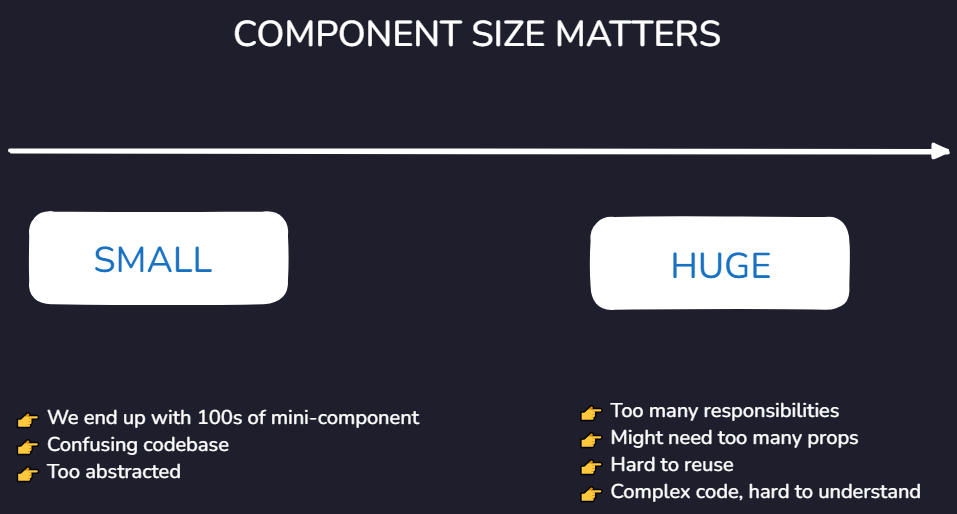 COMPONENT SIZE MATTERS
SMALL
HUGE
👉 We end up with 100s of mini-component
👉 Confusing codebase
👉 Too abstracted
👉 Too many responsibilities
👉 Might need too many props
👉 Hard to reuse
👉 Complex code, hard to understand